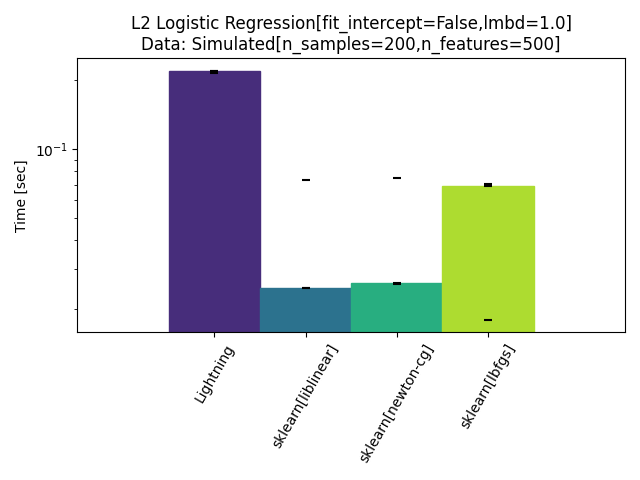 L2 Logistic Regression[fit_intercept=False,lmbd=1.0]
Data: Simulated[n_samples=200,n_features=500]
Time [sec]
10⁻¹
Lightning
sklearn[liblinear]
sklearn[newton-cg]
sklearn[lbfgs]